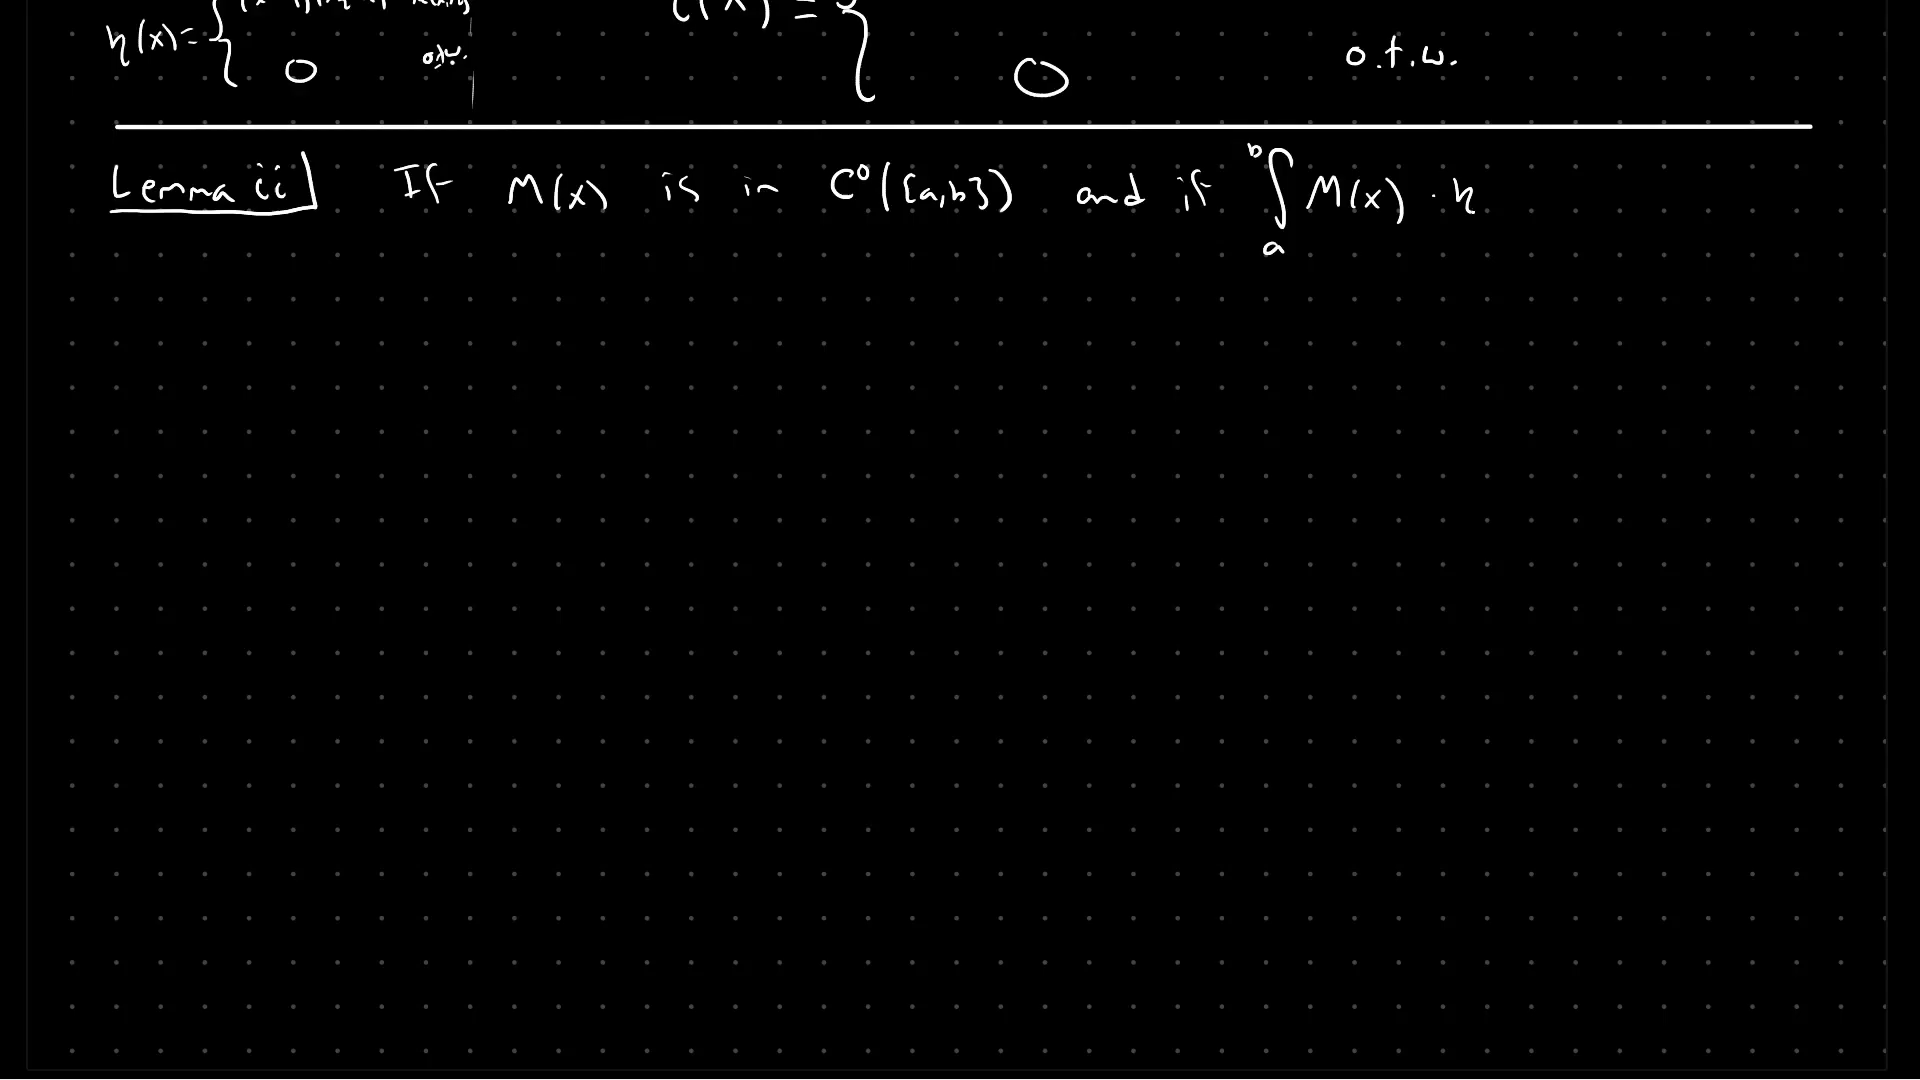 η(x) = {
0 o.t.w.
0 o.t.w.
Lemma ii) If M(x) is in C⁰([a,b]) and if ∫ₐᵇ M(x) · η